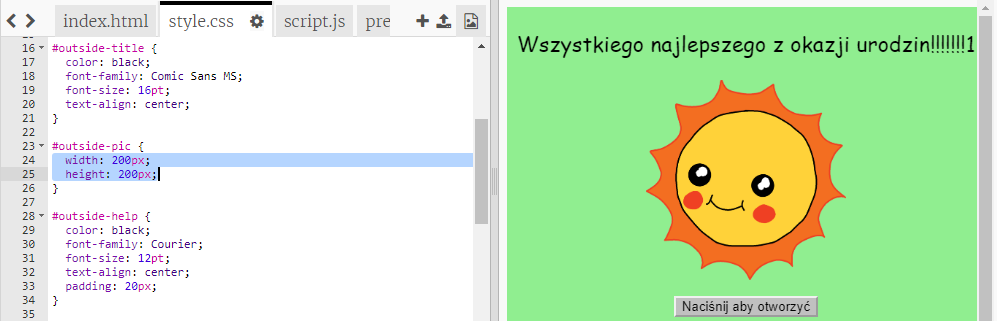 index.html style.css script.js pre
15
16 #outside-title {
17 color: black;
18 font-family: Comic Sans MS;
19 font-size: 16pt;
20 text-align: center;
21 }
22
23 #outside-pic {
24 width: 200px;
25 height: 200px;
26 }
27
28 #outside-help {
29 color: black;
30 font-family: Courier;
31 font-size: 12pt;
32 text-align: center;
33 padding: 20px;
34 }
35
Wszystkiego najlepszego z okazji urodzin!!!!!!!1
Naciśnij aby otworzyć